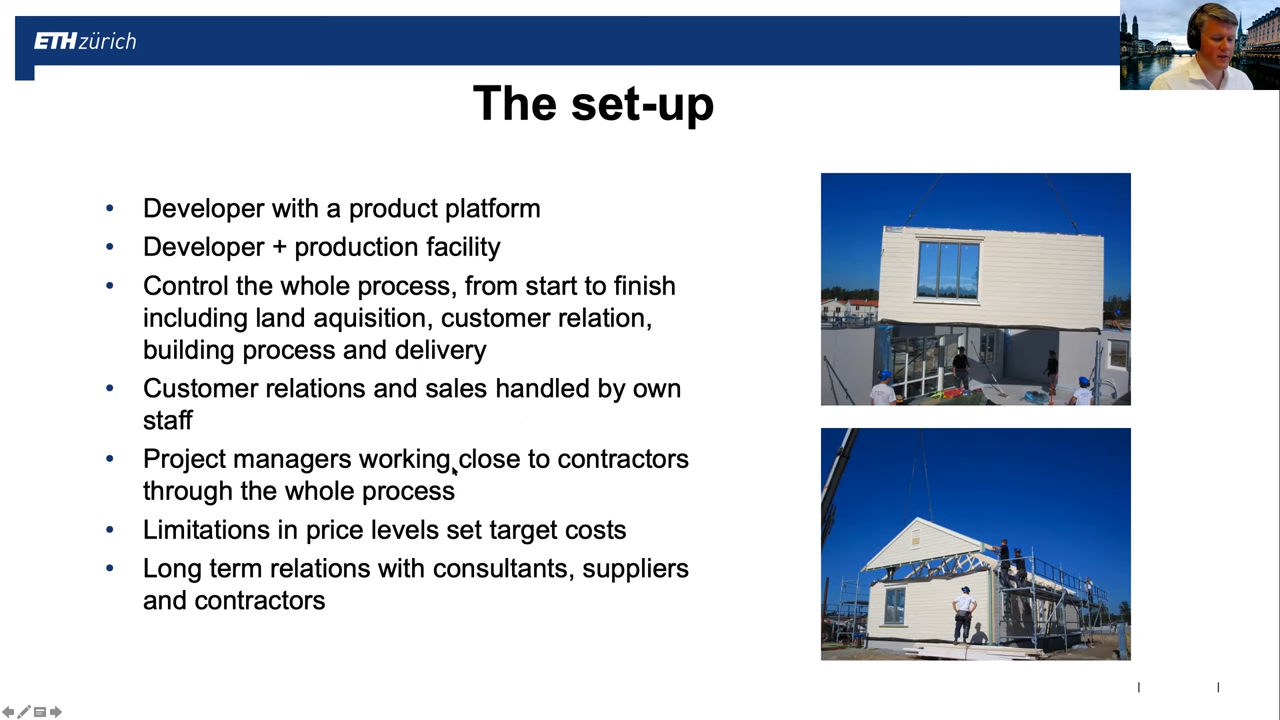 ETH zürich
The set-up
• Developer with a product platform
• Developer + production facility
• Control the whole process, from start to finish
including land aquisition, customer relation,
building process and delivery
• Customer relations and sales handled by own
staff
• Project managers working close to contractors
through the whole process
• Limitations in price levels set target costs
• Long term relations with consultants, suppliers
and contractors